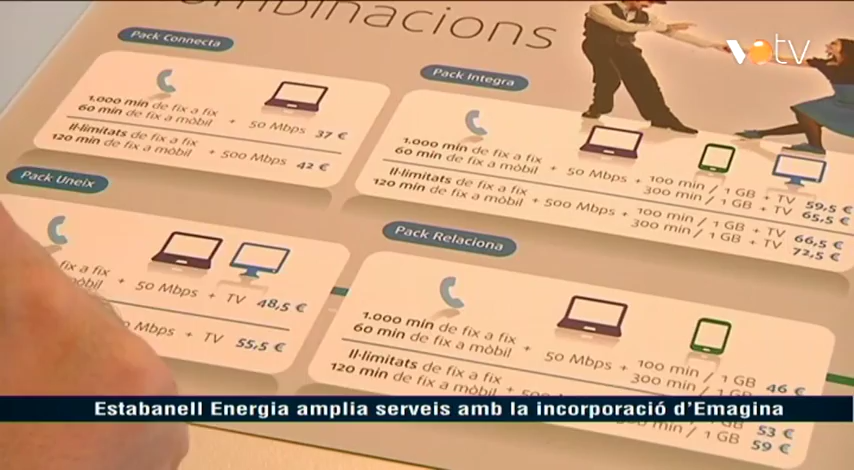 combinacions
votv
Pack Connecta
1.000 min de fix a fix
60 min de fix a mòbil + 50 Mbps 37 €
Il·limitats de fix a fix
120 min de fix a mòbil + 500 Mbps 42 €
Pack Integra
1.000 min de fix a fix
60 min de fix a mòbil + 50 Mbps + 100 min / 1 GB + TV 59,5 €
300 min / 1 GB + TV 65,5 €
Il·limitats de fix a fix
120 min de fix a mòbil + 500 Mbps + 100 min / 1 GB + TV 66,5 €
300 min / 1 GB + TV 72,5 €
Pack Uneix
fix a fix
+ 50 Mbps + TV 48,5 €
Mbps + TV 55,5 €
Pack Relaciona
1.000 min de fix a fix
60 min de fix a mòbil + 50 Mbps + 100 min / 1 GB 46 €
300 min / 1 GB
Il·limitats de fix a fix
120 min de fix a mòbil +
1 GB 53 €
min / 1 GB 59 €
Estabanell Energia amplia serveis amb la incorporació d'Emagina